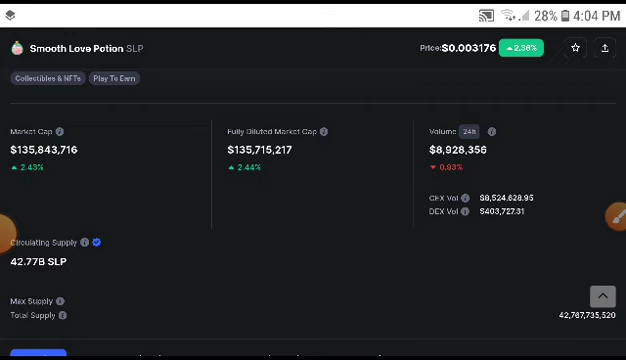 28% 4:04 PM
Smooth Love Potion SLP
Price: $0.003176 2.36%
Collectibles & NFTs Play To Earn
Market Cap
$135,843,716
2.43%
Fully Diluted Market Cap
$135,715,217
2.44%
Volume 24h
$8,928,356
0.93%
CEX Vol $8,524,628.95
DEX Vol $403,727.31
Circulating Supply
42.77B SLP
Max Supply
Total Supply 42,767,735,520